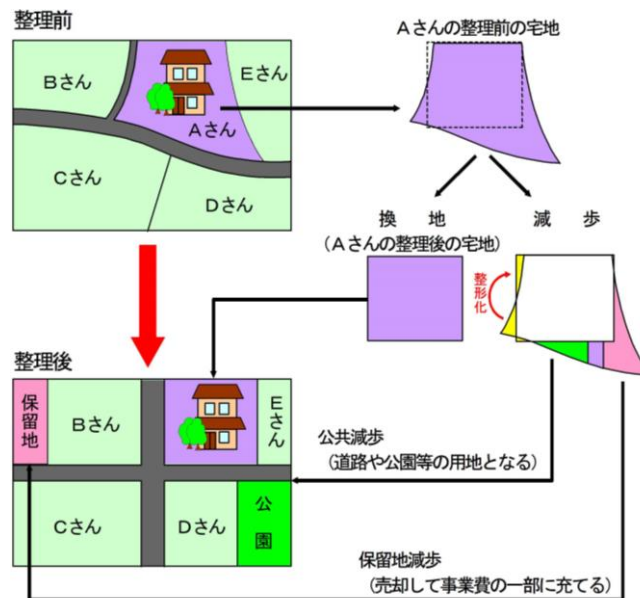 整理前
Aさんの整理前の宅地
Bさん
Eさん
Aさん
Cさん
Dさん
換 地
(Aさんの整理後の宅地)
減 歩
整形化
整理後
保留地
Bさん
Eさん
Cさん
Dさん
公園
公共減歩
(道路や公園等の用地となる)
保留地減歩
(売却して事業費の一部に充てる)